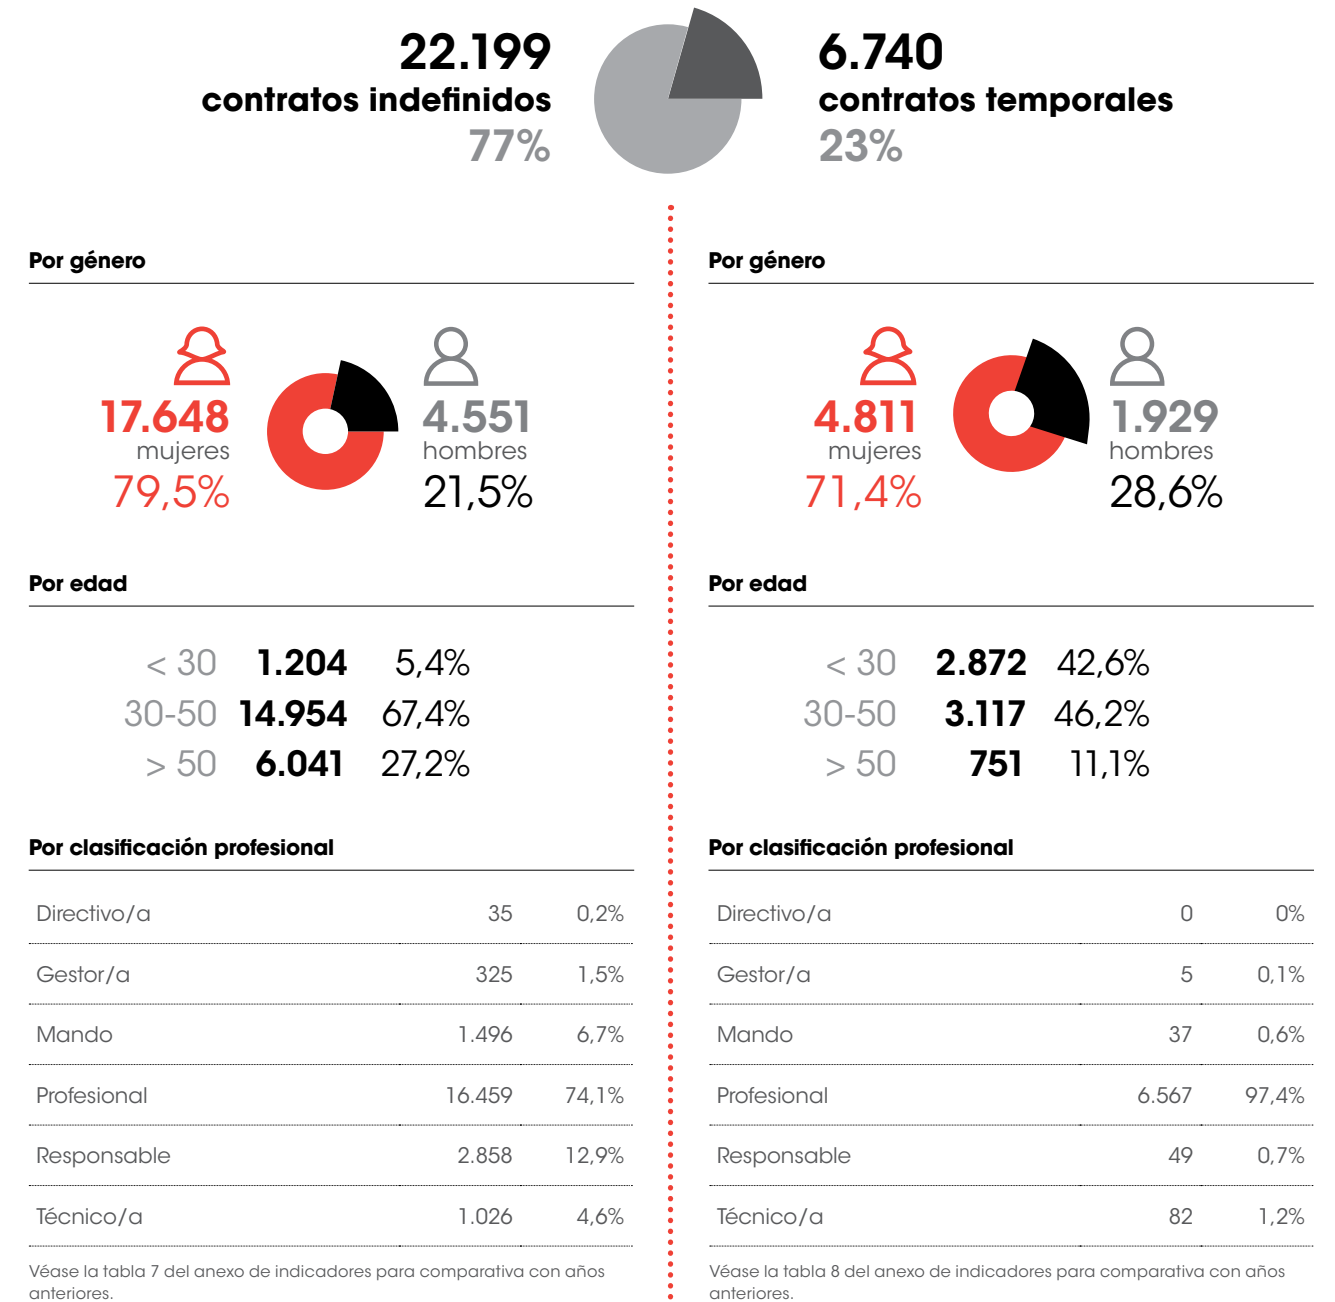 22.199
contratos indefinidos
77%
6.740
contratos temporales
23%
Por género
17.648
mujeres
79,5%
4.551
hombres
21,5%
Por edad
< 30 1.204 5,4%
30-50 14.954 67,4%
> 50 6.041 27,2%
Por clasificación profesional
Directivo/a 35 0,2%
Gestor/a 325 1,5%
Mando 1.496 6,7%
Profesional 16.459 74,1%
Responsable 2.858 12,9%
Técnico/a 1.026 4,6%
Véase la tabla 7 del anexo de indicadores para comparativa con años
anteriores.
Por género
4.811
mujeres
71,4%
1.929
hombres
28,6%
Por edad
< 30 2.872 42,6%
30-50 3.117 46,2%
> 50 751 11,1%
Por clasificación profesional
Directivo/a 0 0%
Gestor/a 5 0,1%
Mando 37 0,6%
Profesional 6.567 97,4%
Responsable 49 0,7%
Técnico/a 82 1,2%
Véase la tabla 8 del anexo de indicadores para comparativa con años
anteriores.